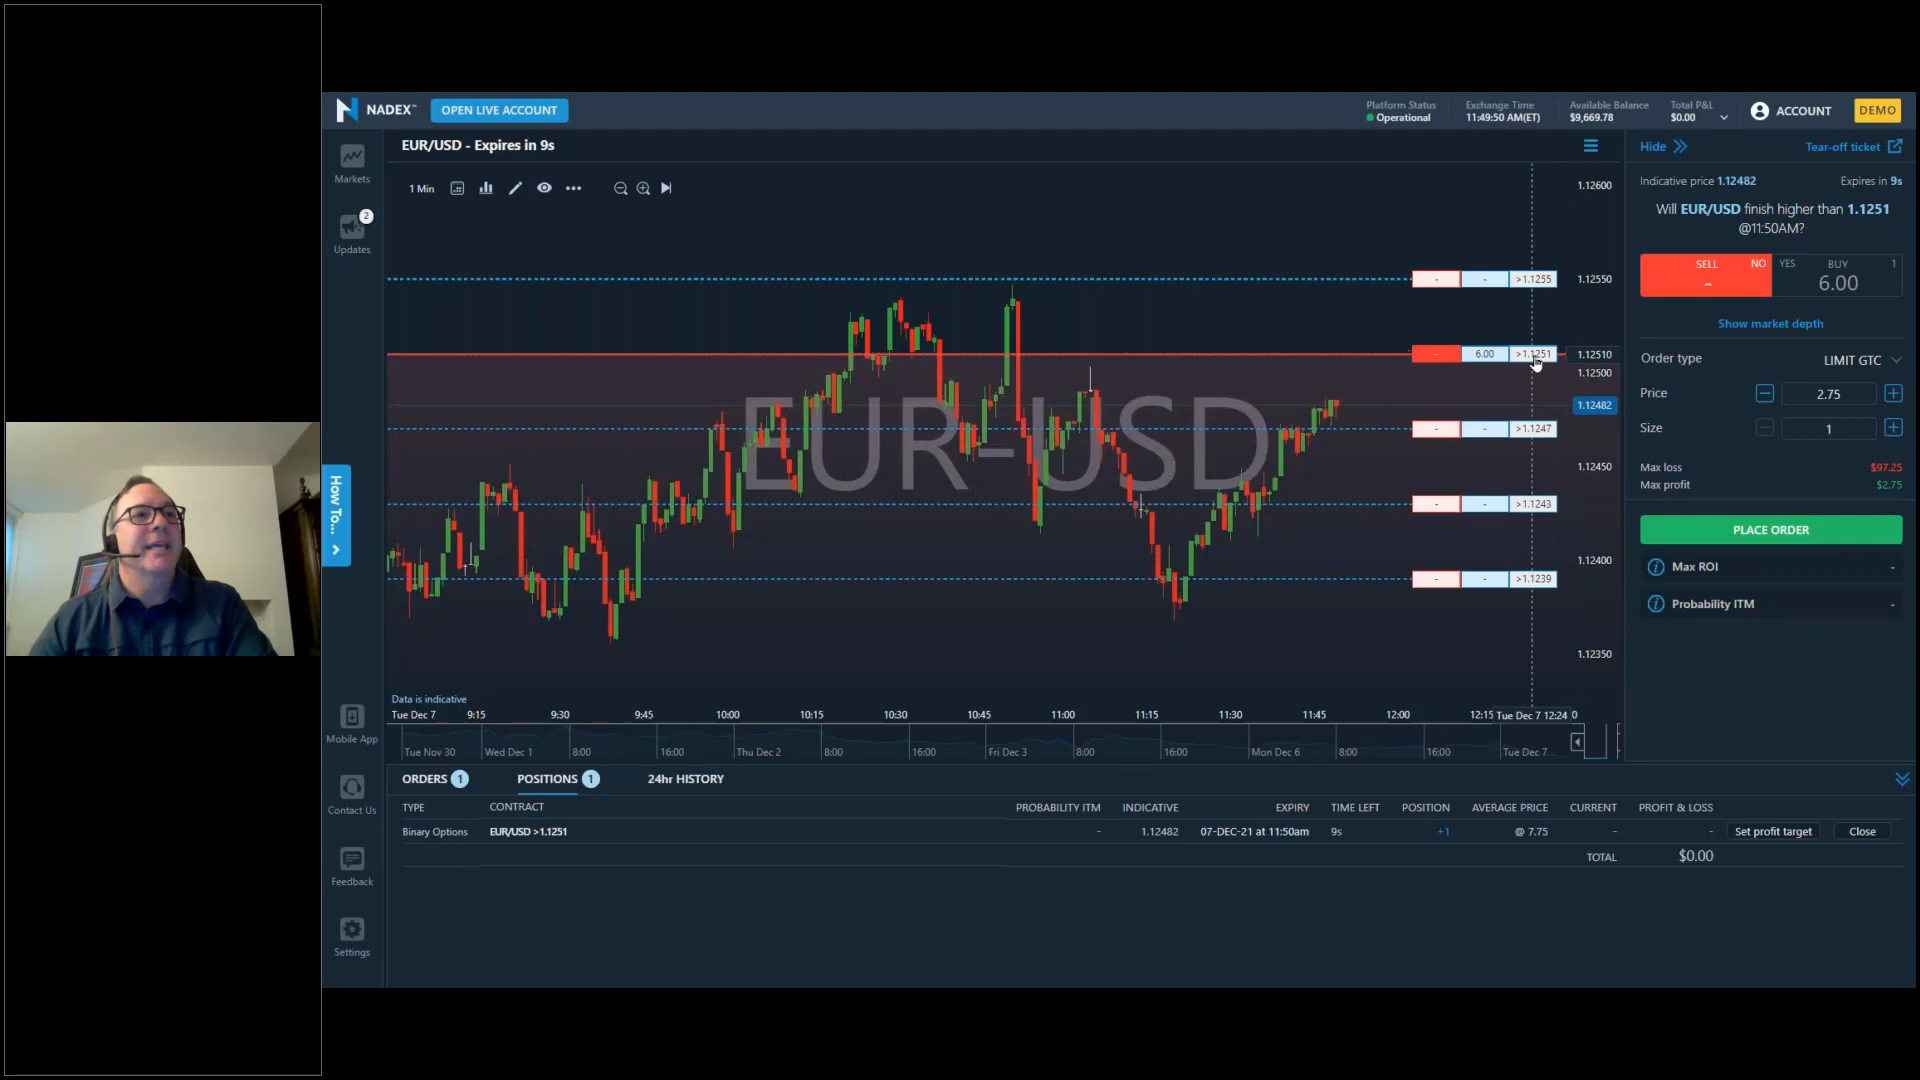 NADEX
OPEN LIVE ACCOUNT
Platform Status
Operational
Exchange Time
11:49:50 AM(ET)
Available Balance
$9,669.78
Total P&L
$0.00
ACCOUNT
DEMO
Markets
2
Updates
How To...
Mobile App
Contact Us
Feedback
Settings
EUR/USD - Expires in 9s
1 Min
EUR-USD
1.12600
- - >1.1255 1.12550
- 6.00 >1.1251 1.12510
1.12500
1.12482
- - >1.1247
1.12450
- - >1.1243
1.12400
- - >1.1239
1.12350
Data is indicative
Tue Dec 7 9:15 9:30 9:45 10:00 10:15 10:30 10:45 11:00 11:15 11:30 11:45 12:00 12:15 Tue Dec 7 12:24 0
Tue Nov 30 Wed Dec 1 8:00 16:00 Thu Dec 2 8:00 16:00 Fri Dec 3 8:00 16:00 Mon Dec 6 8:00 16:00 Tue Dec 7
Hide
Tear-off ticket
Indicative price 1.12482 Expires in 9s
Will EUR/USD finish higher than 1.1251
@11:50AM?
SELL NO YES BUY 1
- 6.00
Show market depth
Order type LIMIT GTC
Price 2.75
Size 1
Max loss $97.25
Max profit $2.75
PLACE ORDER
Max ROI -
Probability ITM -
ORDERS 1 POSITIONS 1 24hr HISTORY
TYPE CONTRACT PROBABILITY ITM INDICATIVE EXPIRY TIME LEFT POSITION AVERAGE PRICE CURRENT PROFIT & LOSS
Binary Options EUR/USD >1.1251 - 1.12482 07-DEC-21 at 11:50am 9s +1 @ 7.75 - - Set profit target Close
TOTAL $0.00